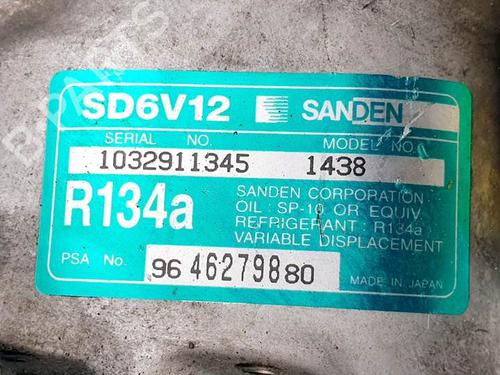 SD6V12 SANDEN
SERIAL NO. MODEL NO.
1032911345 1438
R134a
SANDEN CORPORATION
OIL : SP-10 OR EQUIV.
REFRIGERANT : R134a
VARIABLE DISPLACEMENT
PSA No. 96 46279880
MADE IN JAPAN